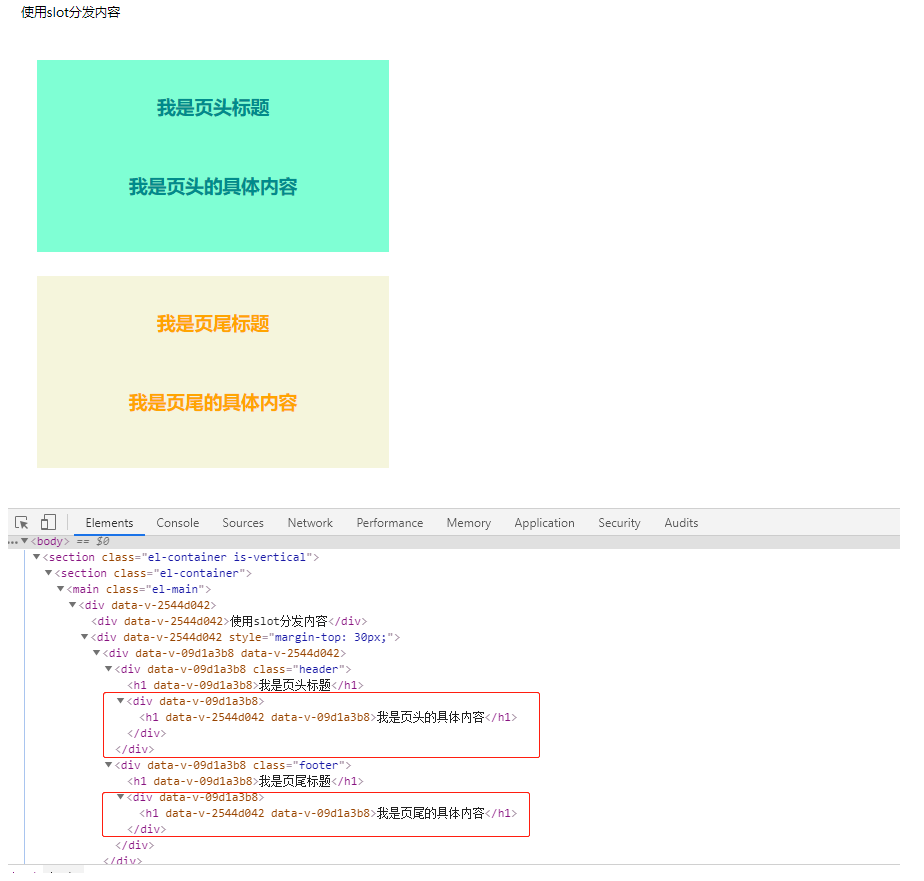 使用slot分发内容
我是页头标题
我是页头的具体内容
我是页尾标题
我是页尾的具体内容
Elements Console Sources Network Performance Memory Application Security Audits
<body> == $0
<section class="el-container is-vertical">
<section class="el-container">
<main class="el-main">
<div data-v-2544d042>
<div data-v-2544d042>使用slot分发内容</div>
<div data-v-2544d042 style="margin-top: 30px;">
<div data-v-09d1a3b8 data-v-2544d042>
<div data-v-09d1a3b8 class="header">
<h1 data-v-09d1a3b8>我是页头标题</h1>
<div data-v-09d1a3b8>
<h1 data-v-2544d042 data-v-09d1a3b8>我是页头的具体内容</h1>
</div>
</div>
<div data-v-09d1a3b8 class="footer">
<h1 data-v-09d1a3b8>我是页尾标题</h1>
<div data-v-09d1a3b8>
<h1 data-v-2544d042 data-v-09d1a3b8>我是页尾的具体内容</h1>
</div>
</div>
</div>